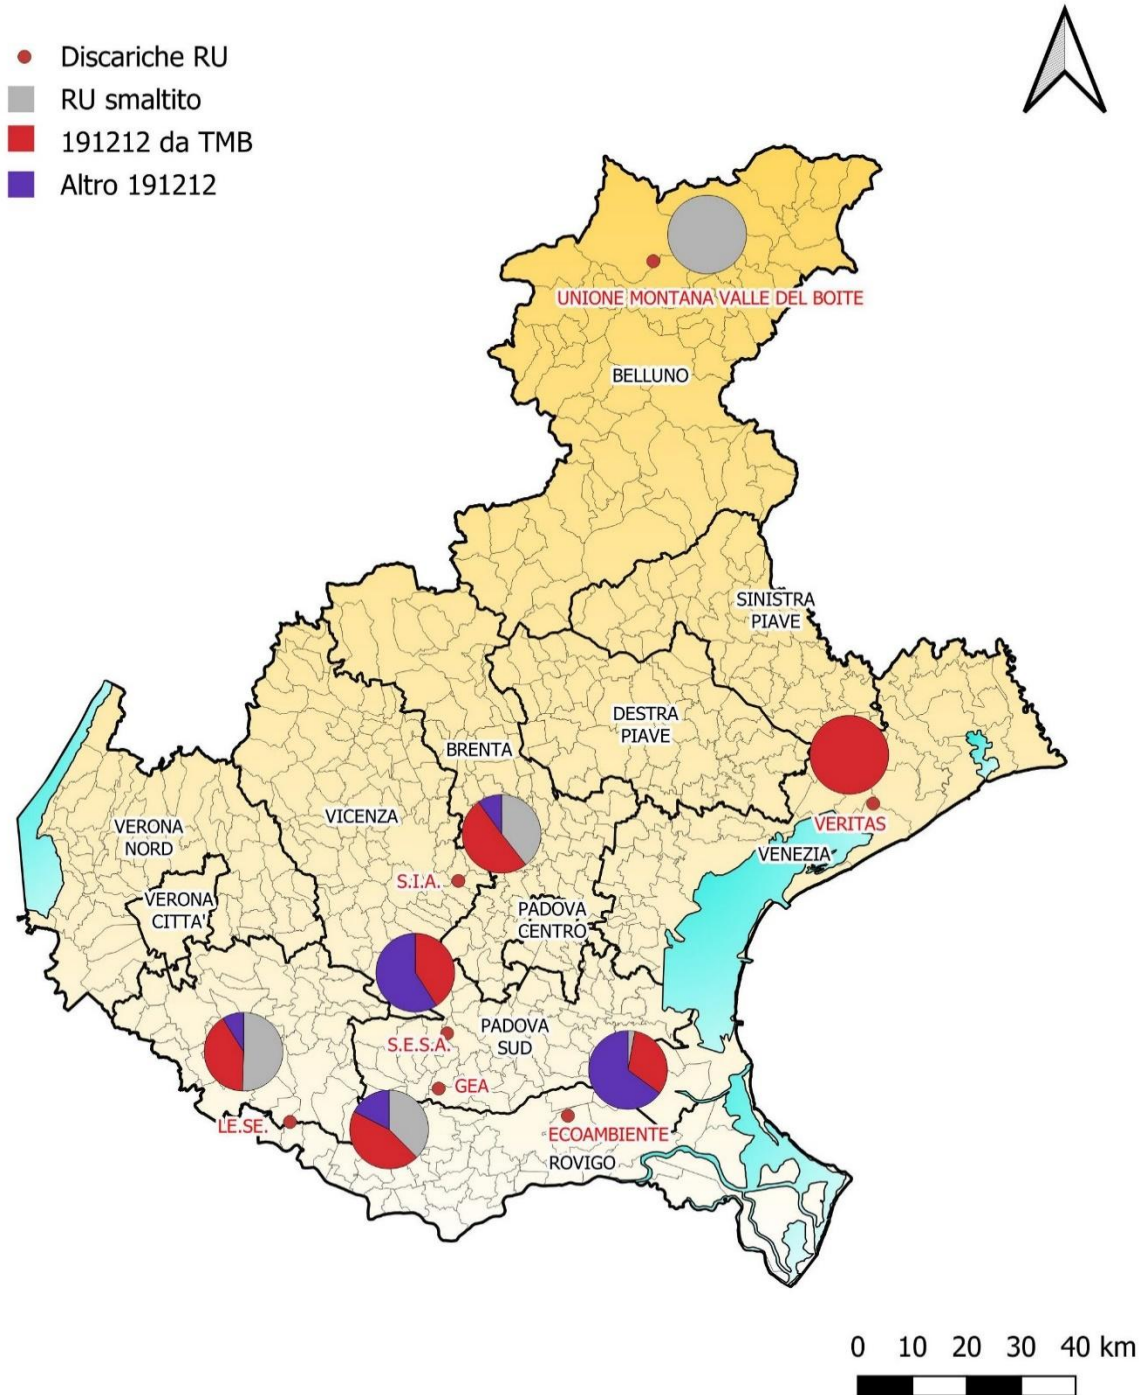 Discariche RU
RU smaltito
191212 da TMB
Altro 191212
UNIONE MONTANA VALLE DEL BOITE
BELLUNO
SINISTRA
PIAVE
DESTRA
PIAVE
BRENTA
VICENZA
VERONA
NORD
VERITAS
VENEZIA
S.I.A.
VERONA
CITTA'
PADOVA
CENTRO
PADOVA
SUD
S.E.S.A.
GEA
LE.SE.
ECOAMBIENTE
ROVIGO
0 10 20 30 40 km